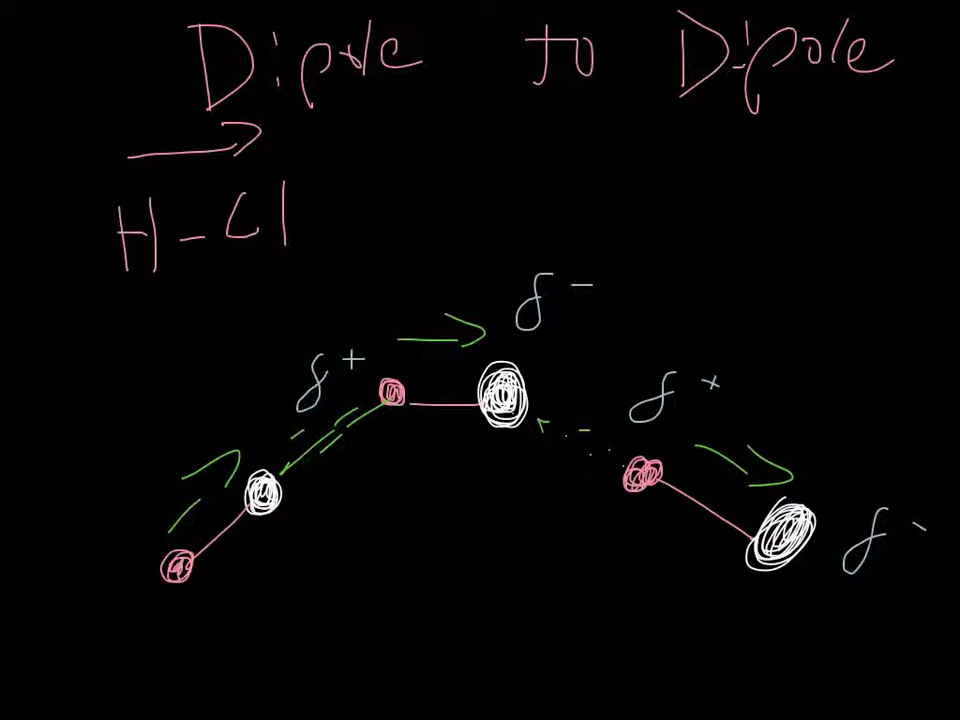 Dipole to Dipole
H-Cl
δ-
δ+
δ+
δ-